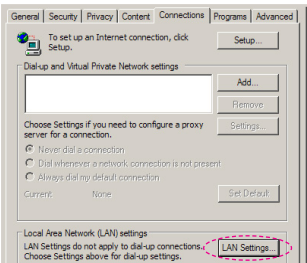 General Security Privacy Content Connections Programs Advanced
To set up an Internet connection, click Setup.
Setup...
Dial-up and Virtual Private Network settings
Add...
Remove
Choose Settings if you need to configure a proxy server for a connection.
Settings...
Never dial a connection
Dial whenever a network connection is not present
Always dial my default connection
Current None
Set Default
Local Area Network (LAN) settings
LAN Settings do not apply to dial-up connections.
Choose Settings above for dial-up settings.
LAN Settings...